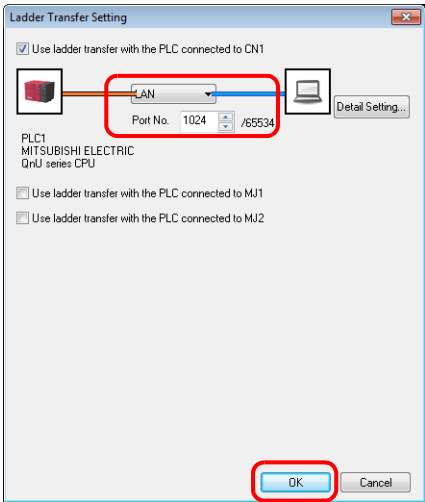 Ladder Transfer Setting
Use ladder transfer with the PLC connected to CN1
LAN
Detail Setting...
Port No. 1024 /65534
PLC1
MITSUBISHI ELECTRIC
QnU series CPU
Use ladder transfer with the PLC connected to MJ1
Use ladder transfer with the PLC connected to MJ2
OK Cancel